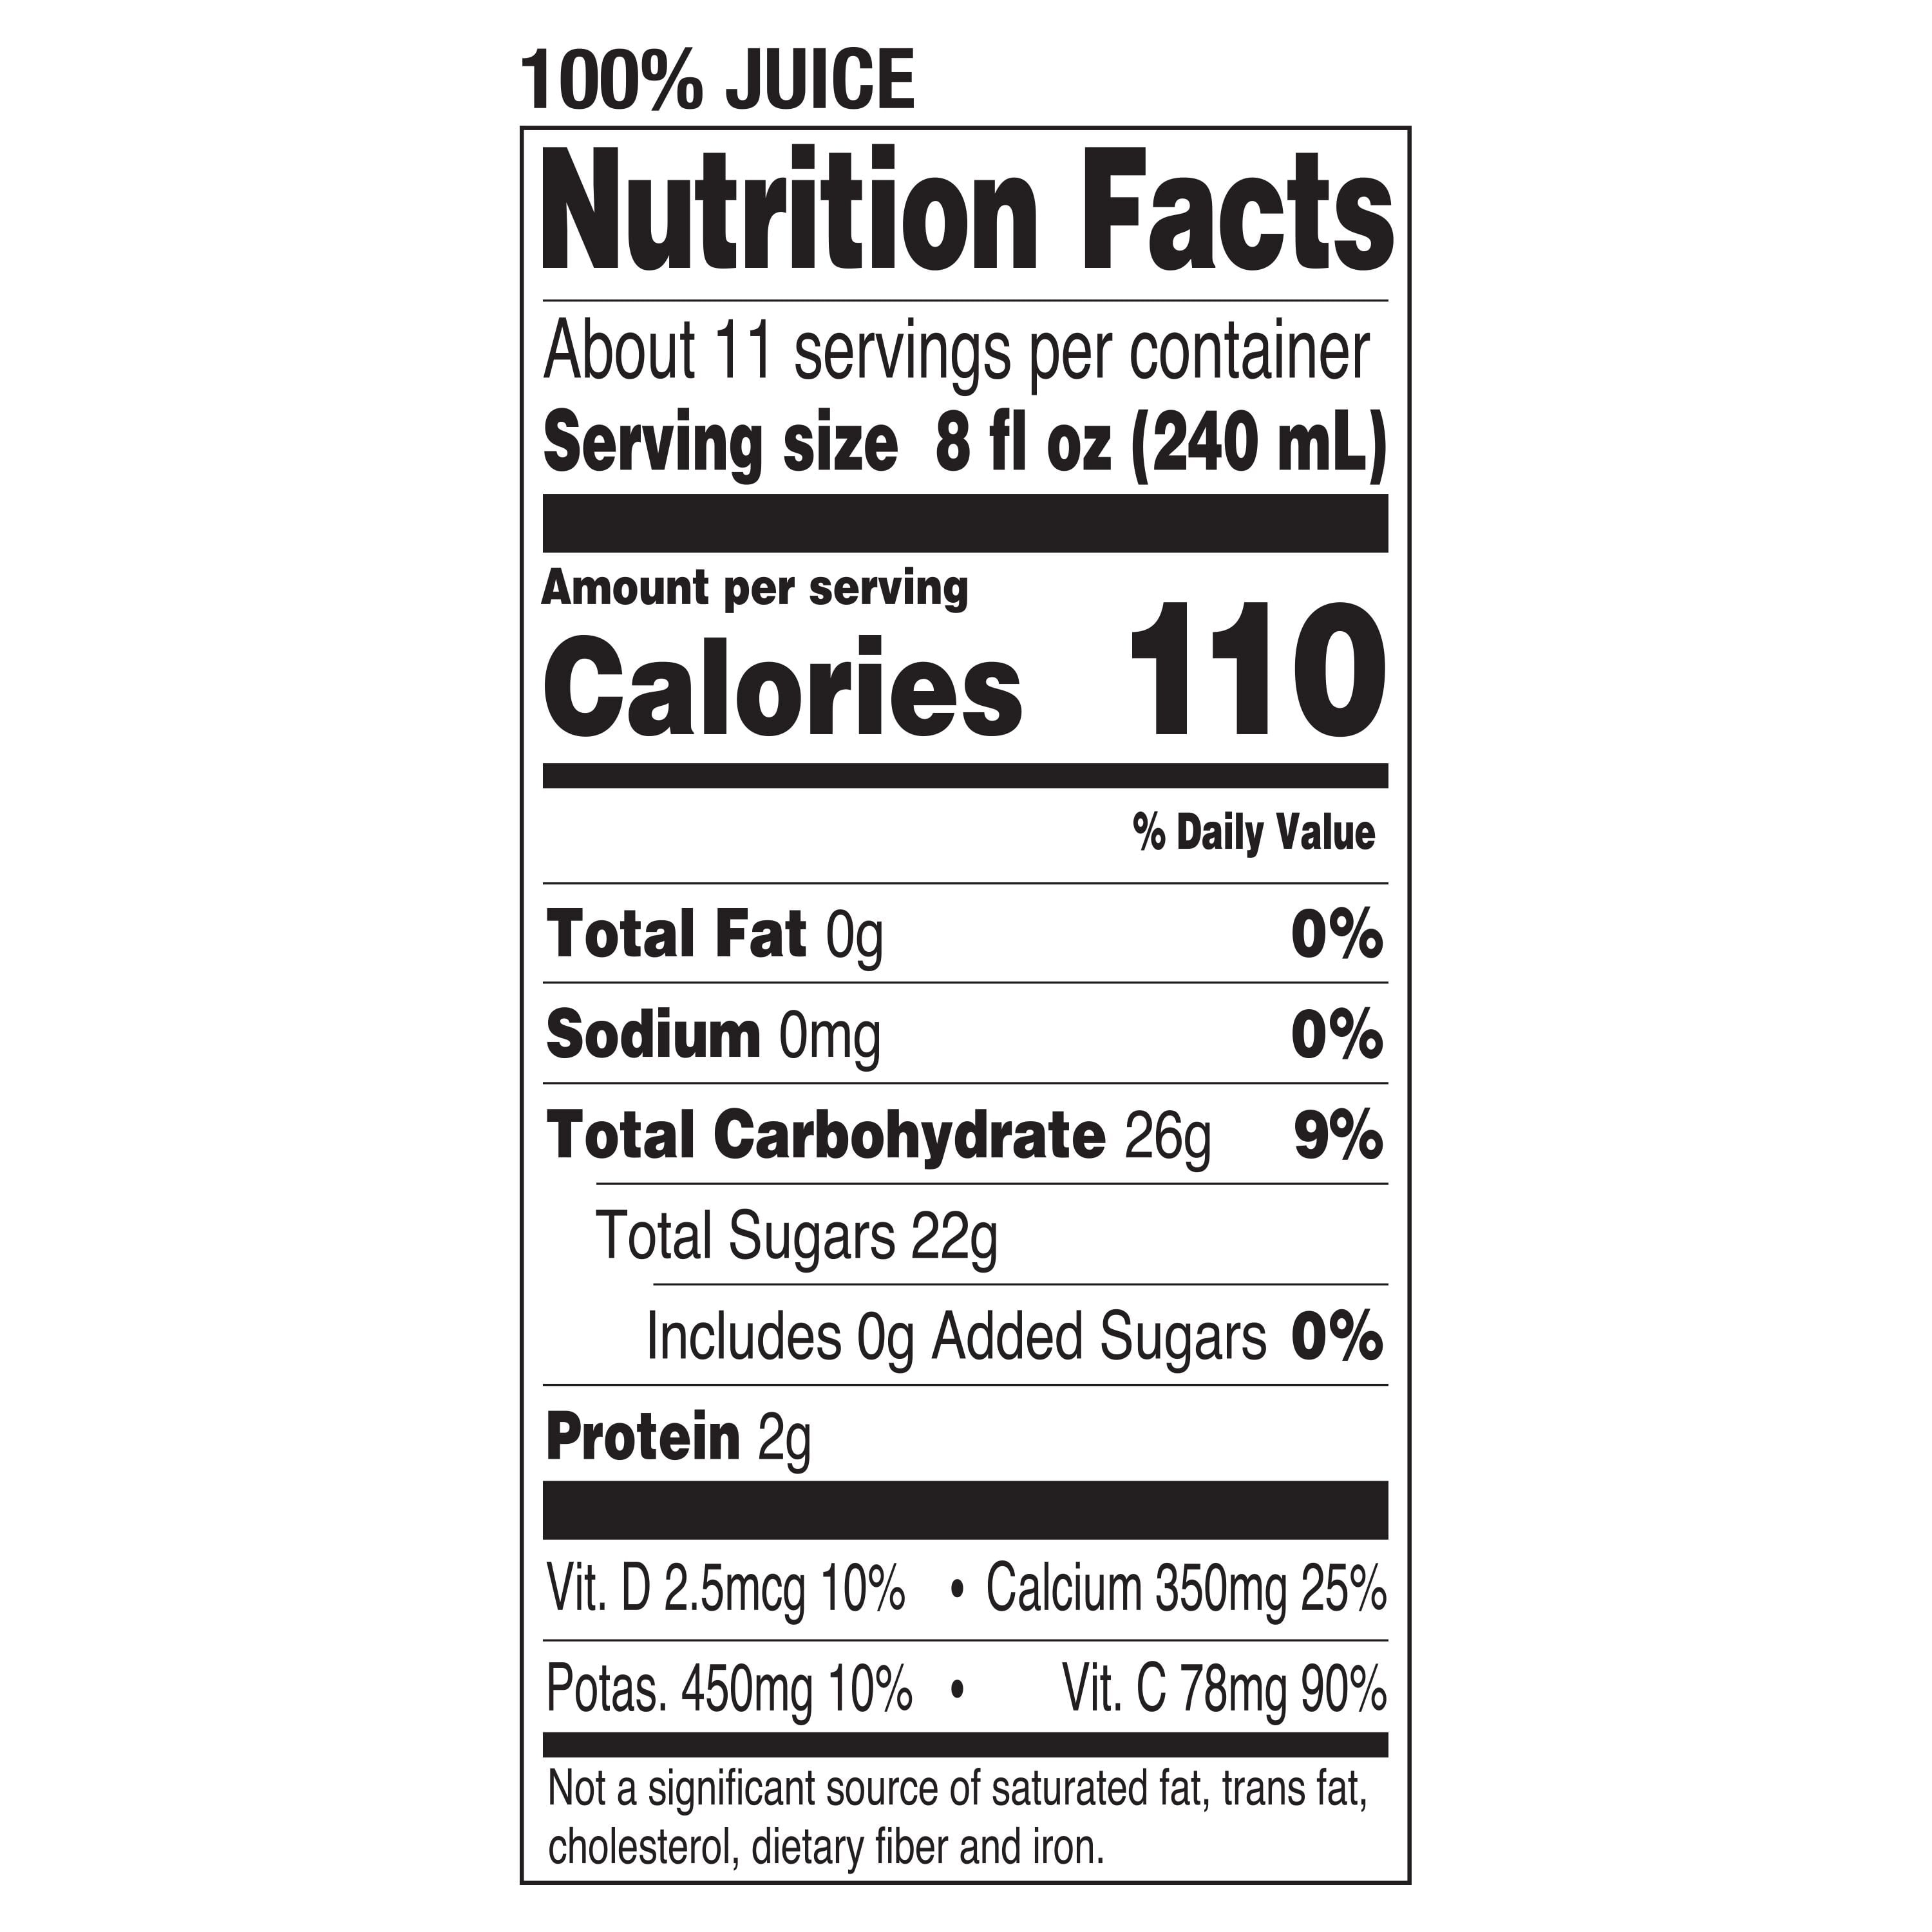 100% JUICE
Nutrition Facts
About 11 servings per container
Serving size 8 fl oz (240 mL)
Amount per serving
Calories 110
% Daily Value
Total Fat 0g 0%
Sodium 0mg 0%
Total Carbohydrate 26g 9%
Total Sugars 22g
Includes 0g Added Sugars 0%
Protein 2g
Vit. D 2.5mcg 10% • Calcium 350mg 25%
Potas. 450mg 10% • Vit. C 78mg 90%
Not a significant source of saturated fat, trans fat,
cholesterol, dietary fiber and iron.